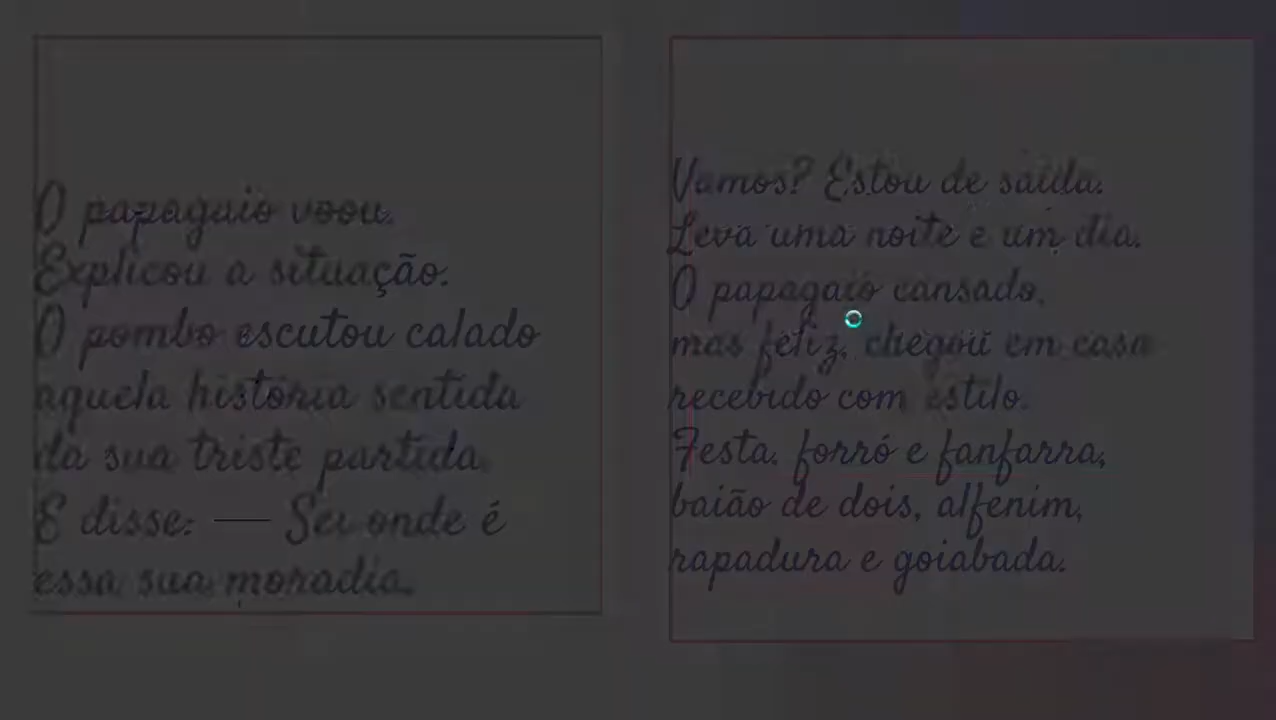 O papagaio voou.
Explicou a situação.
O pombo escutou calado
aquela história sentida
da sua triste partida.
E disse: — Sei onde é
essa sua moradia.
Vamos? Estou de saída.
Leva uma noite e um dia.
O papagaio cansado,
mas feliz, chegou em casa
recebido com estilo.
Festa, forró e fanfarra,
baião de dois, alfenim,
rapadura e goiabada.